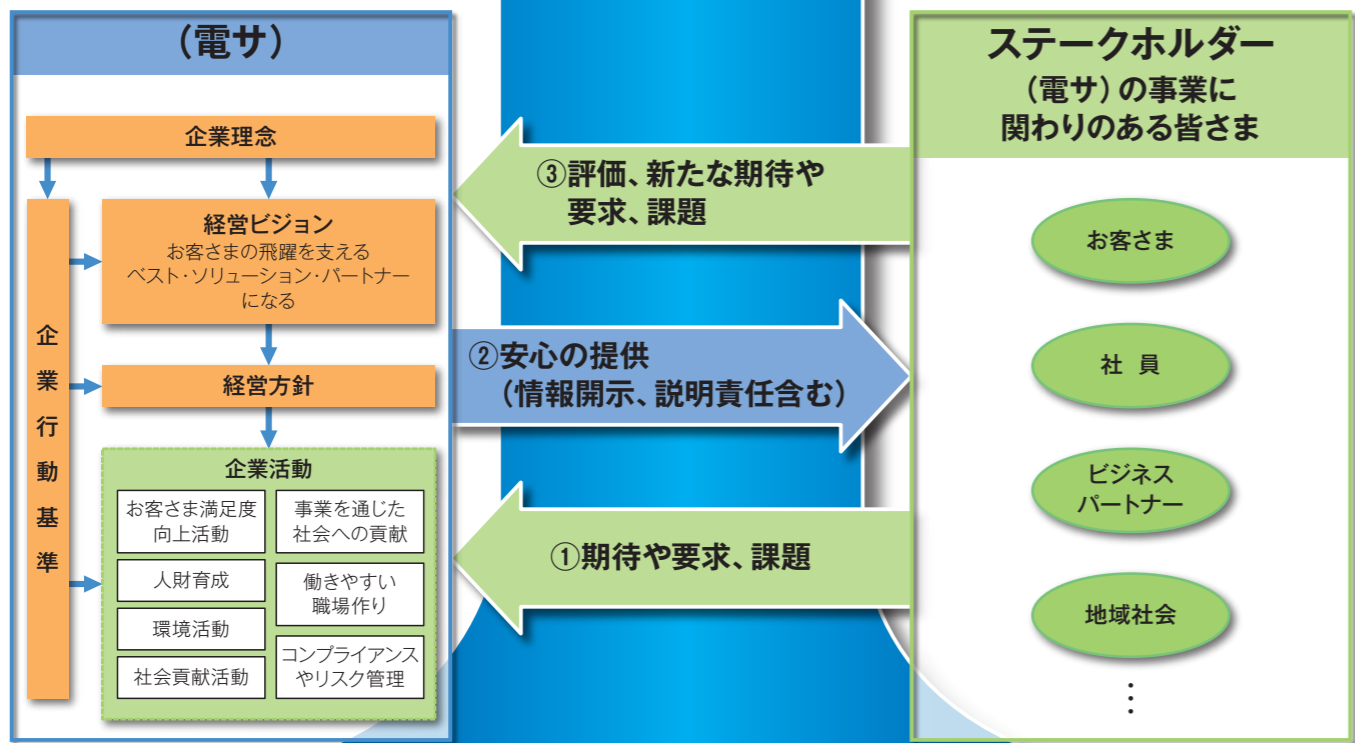 （電サ）
企業理念
経営ビジョン
お客さまの飛躍を支える
ベスト・ソリューション・パートナー
になる
経営方針
企業行動基準
企業活動
お客さま満足度
向上活動
人財育成
環境活動
社会貢献活動
事業を通じた
社会への貢献
働きやすい
職場作り
コンプライアンス
やリスク管理
③評価、新たな期待や
要求、課題
②安心の提供
（情報開示、説明責任含む）
①期待や要求、課題
ステークホルダー
（電サ）の事業に
関わりのある皆さま
お客さま
社 員
ビジネス
パートナー
地域社会
⋮